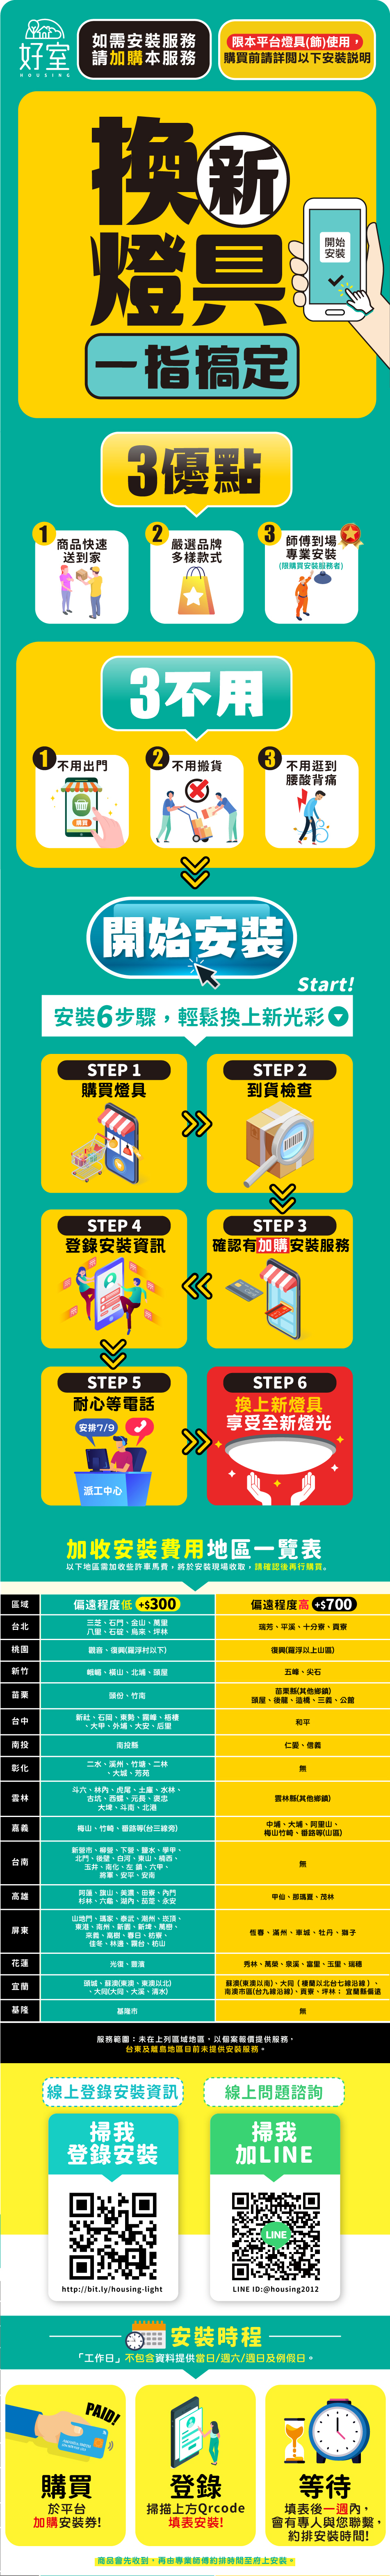 好室
HOUSING
如需安裝服務
請加購本服務
限本平台燈具(飾)使用,
購買前請詳閱以下安裝說明
換新
燈具
一指搞定
開始
安裝
3優點
1
商品快速
送到家
2
嚴選品牌
多樣款式
3
師傅到場
專業安裝
(限購買安裝服務者)
3不用
1
不用出門
購買
2
不用搬貨
3
不用逛到
腰酸背痛
開始安裝
Start!
安裝6步驟,輕鬆換上新光彩
STEP 1
購買燈具
STEP 2
到貨檢查
STEP 4
登錄安裝資訊
STEP 3
確認有加購安裝服務
STEP 5
耐心等電話
安排7/9
派工中心
STEP 6
換上新燈具
享受全新燈光
加收安裝費用地區一覽表
以下地區需加收些許車馬費,將於安裝現場收取,請確認後再行購買。
區域 偏遠程度低 +$300 偏遠程度高 +$700
台北 三芝、石門、金山、萬里、八里、石碇、烏來、坪林 瑞芳、平溪、十分寮、貢寮
桃園 觀音、復興(羅浮村以下) 復興(羅浮以上山區)
新竹 峨嵋、橫山、北埔、頭屋 五峰、尖石
苗栗 頭份、竹南 苗栗縣(其他鄉鎮)
頭屋、後龍、造橋、三義、公館
台中 新社、石岡、東勢、霧峰、梧棲
、大甲、外埔、大安、后里 和平
南投 南投縣 仁愛、信義
彰化 二水、溪州、竹塘、二林
、大城、芳苑 無
雲林 斗六、林內、虎尾、土庫、水林、
古坑、西螺、元長、褒忠
大埤、斗南、北港 雲林縣(其他鄉鎮)
嘉義 梅山、竹崎、番路等(台三線旁) 中埔、大埔、阿里山、
梅山竹崎、番路等(山區)
台南 新營市、柳營、下營、鹽水、學甲、
北門、後壁、白河、東山、楠西、
玉井、南化、左鎮、六甲、
將軍、安平、安南 無
高雄 阿蓮、旗山、美濃、田寮、內門
杉林、六龜、湖內、茄萣、永安 甲仙、那瑪夏、茂林
屏東 山地門、瑪家、泰武、潮州、崁頂、
東港、南州、新園、新埤、萬巒、
來義、高樹、春日、枋寮、
佳冬、林邊、霧台、枋山 恆春、滿州、車城、牡丹、獅子
花蓮 光復、豐濱 秀林、萬榮、泉溪、富里、玉里、瑞穗
宜蘭 頭城、蘇澳(東澳、東澳以北)
、大同(大同、大溪、清水) 蘇澳(東澳以南)、大同(棲蘭以北台七線沿線)、
南澳市區(台九線沿線)、貢寮、坪林; 宜蘭縣偏遠
基隆 基隆市 無
服務範圍:未在上列區域地區,以個案報價提供服務,
台東及離島地區目前未提供安裝服務。
線上登錄安裝資訊
線上問題諮詢
掃我
登錄安裝
http://bit.ly/housing-light
掃我
加LINE
LINE
LINE ID:@housing2012
安裝時程
「工作日」不包含資料提供當日/週六/週日及例假日。
PAID!
購買
於平台
加購安裝券!
登錄
掃描上方Qrcode
填表安裝!
等待
填表後一週內,
會有專人與您聯繫,
約排安裝時間!
商品會先收到,再由專業師傅約排時間至府上安裝。